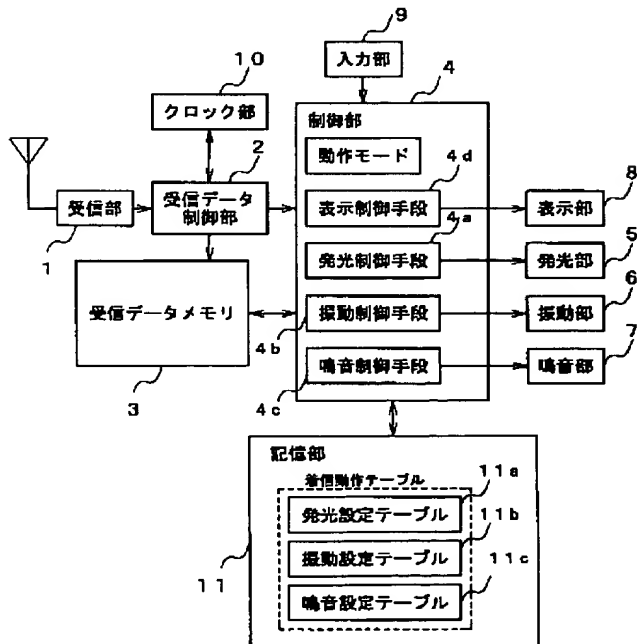 9
10
入力部
4
クロック部
制御部
2
動作モード
4d
8
受信部
受信データ
制御部
表示制御手段
表示部
4a
5
1
発光制御手段
発光部
6
受信データメモリ
振動制御手段
振動部
4b
7
鳴音制御手段
鳴音部
3
4c
記憶部
着信動作テーブル
11a
発光設定テーブル
11b
振動設定テーブル
11c
11
鳴音設定テーブル